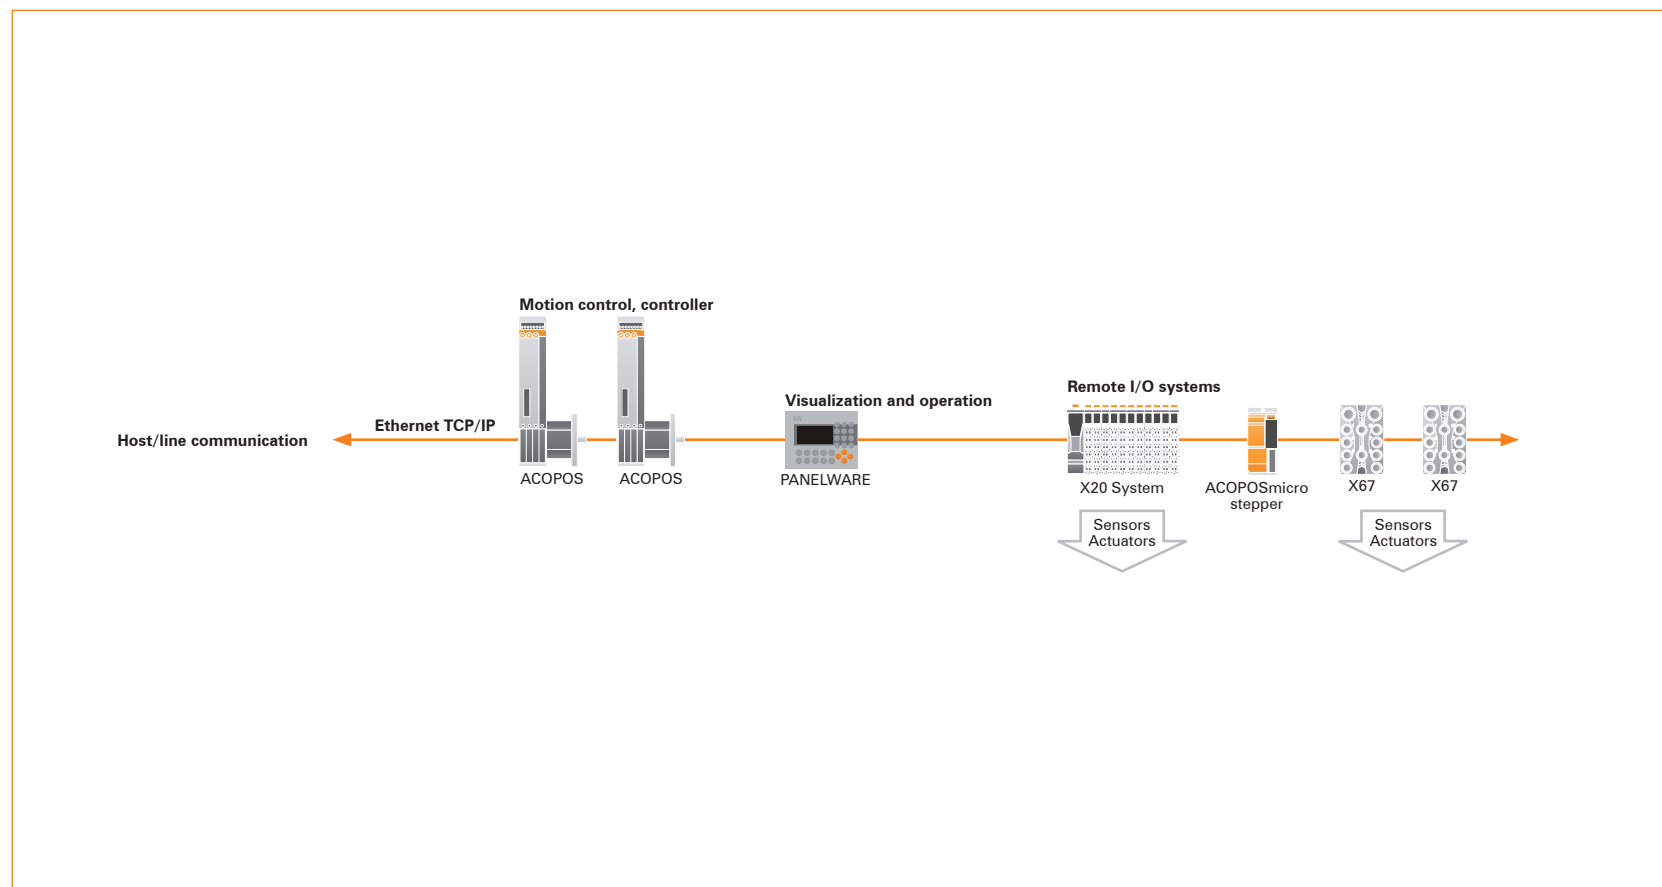 Motion control, controller
Remote I/O systems
Visualization and operation
Ethernet TCP/IP
Host/line communication
ACOPOS
ACOPOS
PANELWARE
X20 System
ACOPOSmicro
stepper
X67
X67
Sensors
Actuators
Sensors
Actuators